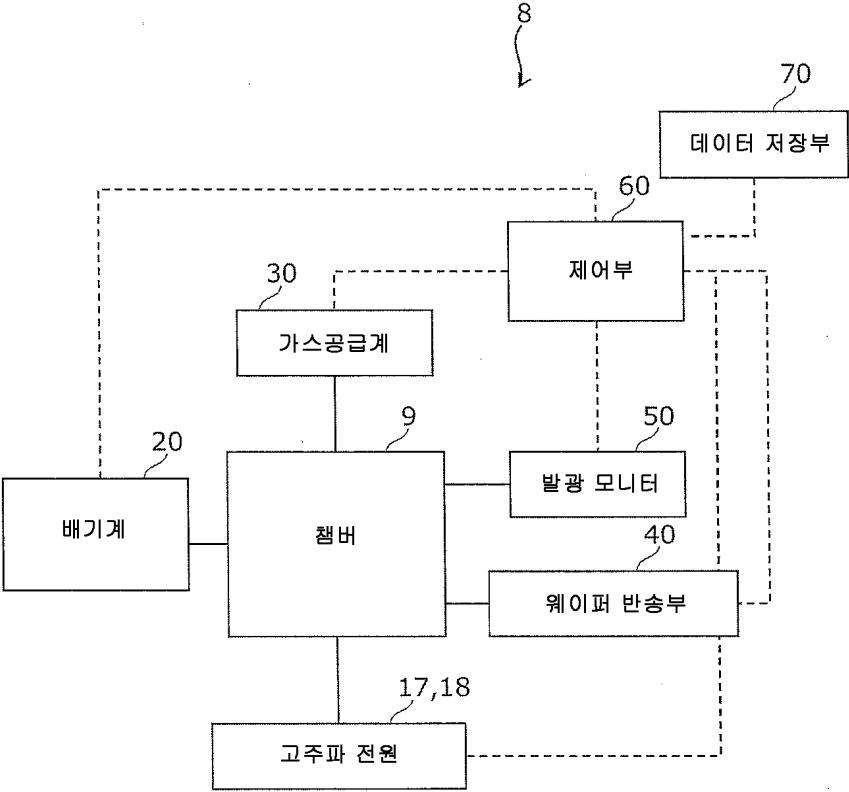 8
70
데이터 저장부
60
제어부
30
가스공급계
9
챔버
50
발광 모니터
20
배기계
40
웨이퍼 반송부
17,18
고주파 전원